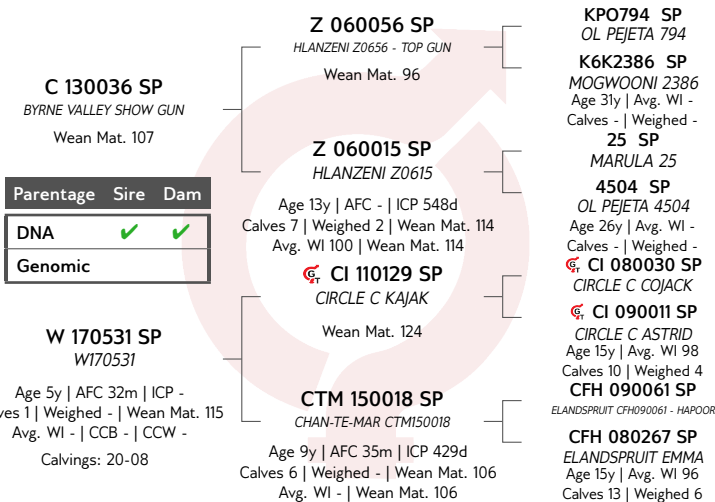 C 130036 SP
BYRNE VALLEY SHOW GUN
Wean Mat. 107
Parentage Sire Dam
DNA ✔ ✔
Genomic
W 170531 SP
W170531
Age 5y | AFC 32m | ICP -
ves 1 | Weighed - | Wean Mat. 115
Avg. WI - | CCB - | CCW -
Calvings: 20-08
Z 060056 SP
HLANZENI Z0656 - TOP GUN
Wean Mat. 96
Z 060015 SP
HLANZENI Z0615
Age 13y | AFC - | ICP 548d
Calves 7 | Weighed 2 | Wean Mat. 114
Avg. WI 100 | Wean Mat. 114
GT CI 110129 SP
CIRCLE C KAJAK
Wean Mat. 124
CTM 150018 SP
CHAN-TE-MAR CTM150018
Age 9y | AFC 35m | ICP 429d
Calves 6 | Weighed - | Wean Mat. 106
Avg. WI - | Wean Mat. 106
KPO794 SP
OL PEJETA 794
K6K2386 SP
MOGWOONI 2386
Age 31y | Avg. WI -
Calves - | Weighed -
25 SP
MARULA 25
4504 SP
OL PEJETA 4504
Age 26y | Avg. WI -
Calves - | Weighed -
GT CI 080030 SP
CIRCLE C COJACK
GT CI 090011 SP
CIRCLE C ASTRID
Age 15y | Avg. WI 98
Calves 10 | Weighed 4
CFH 090061 SP
ELANDSPRUIT CFH090061 - HAPOOR
CFH 080267 SP
ELANDSPRUIT EMMA
Age 15y | Avg. WI 96
Calves 13 | Weighed 6